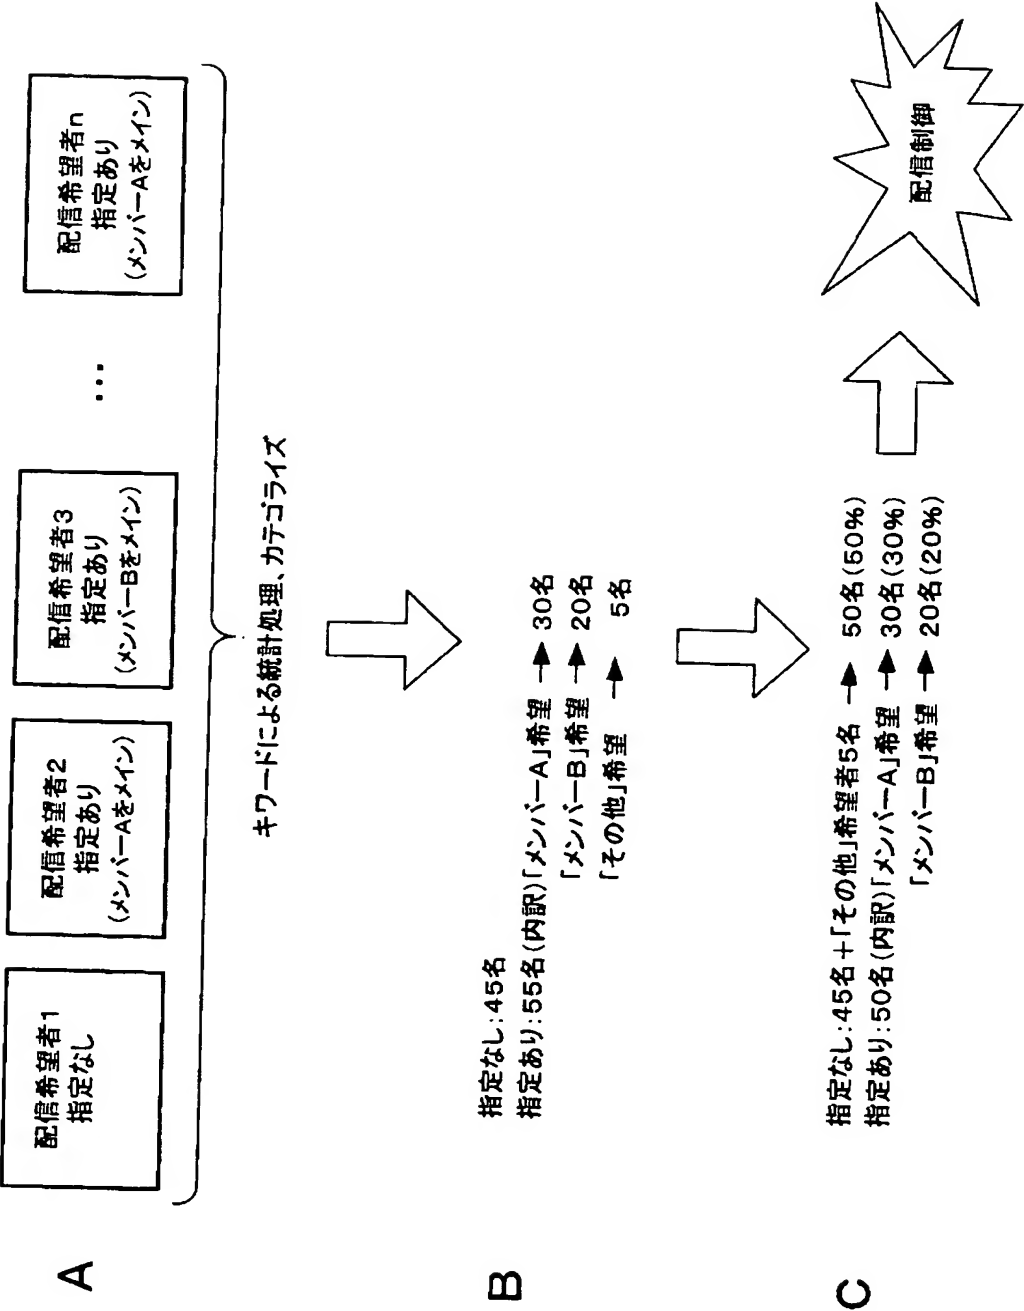 A
配信希望者1
指定なし
配信希望者2
指定あり
(メンバーAをメイン)
配信希望者3
指定あり
(メンバーBをメイン)
…
配信希望者n
指定あり
(メンバーAをメイン)
キワードによる統計処理、カテゴライズ
B
指定なし:45名
指定あり:55名(内訳)「メンバーA」希望 → 30名
「メンバーB」希望 → 20名
「その他」希望 → 5名
C
指定なし:45名+「その他」希望者5名 → 50名(50%)
指定あり:50名(内訳)「メンバーA」希望 → 30名(30%)
「メンバーB」希望 → 20名(20%)
配信制御